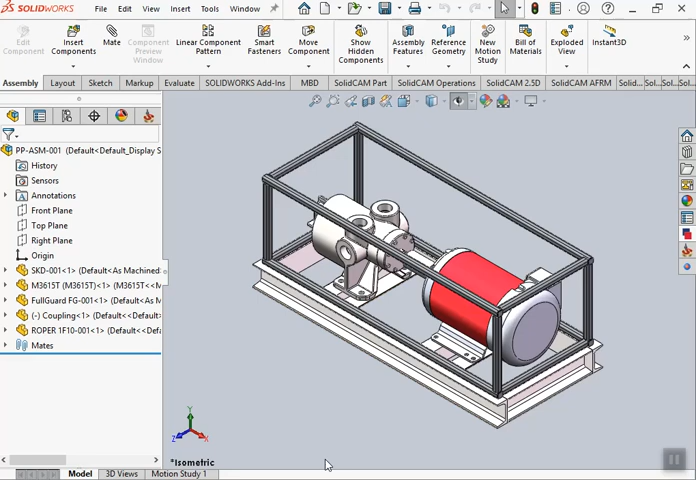 SOLIDWORKS File Edit View Insert Tools Window
Edit Component
Insert Components
Mate
Component Preview Window
Linear Component Pattern
Smart Fasteners
Move Component
Show Hidden Components
Assembly Features
Reference Geometry
New Motion Study
Bill of Materials
Exploded View
Instant3D
Assembly Layout Sketch Markup Evaluate SOLIDWORKS Add-Ins MBD SolidCAM Part SolidCAM Operations SolidCAM 2.5D SolidCAM AFRM Solid... Sol... Sol...
PP-ASM-001 (Default<Default_Display S
History
Sensors
Annotations
Front Plane
Top Plane
Right Plane
Origin
SKD-001<1> (Default<As Machined
M3615T (M3615T)<1> (M3615T<<M
FullGuard FG-001<1> (Default<As M
(-) Coupling<1> (Default<<Default>
ROPER 1F10-001<1> (Default<<Defa
Mates
Y
Z X
*Isometric
Model 3D Views Motion Study 1